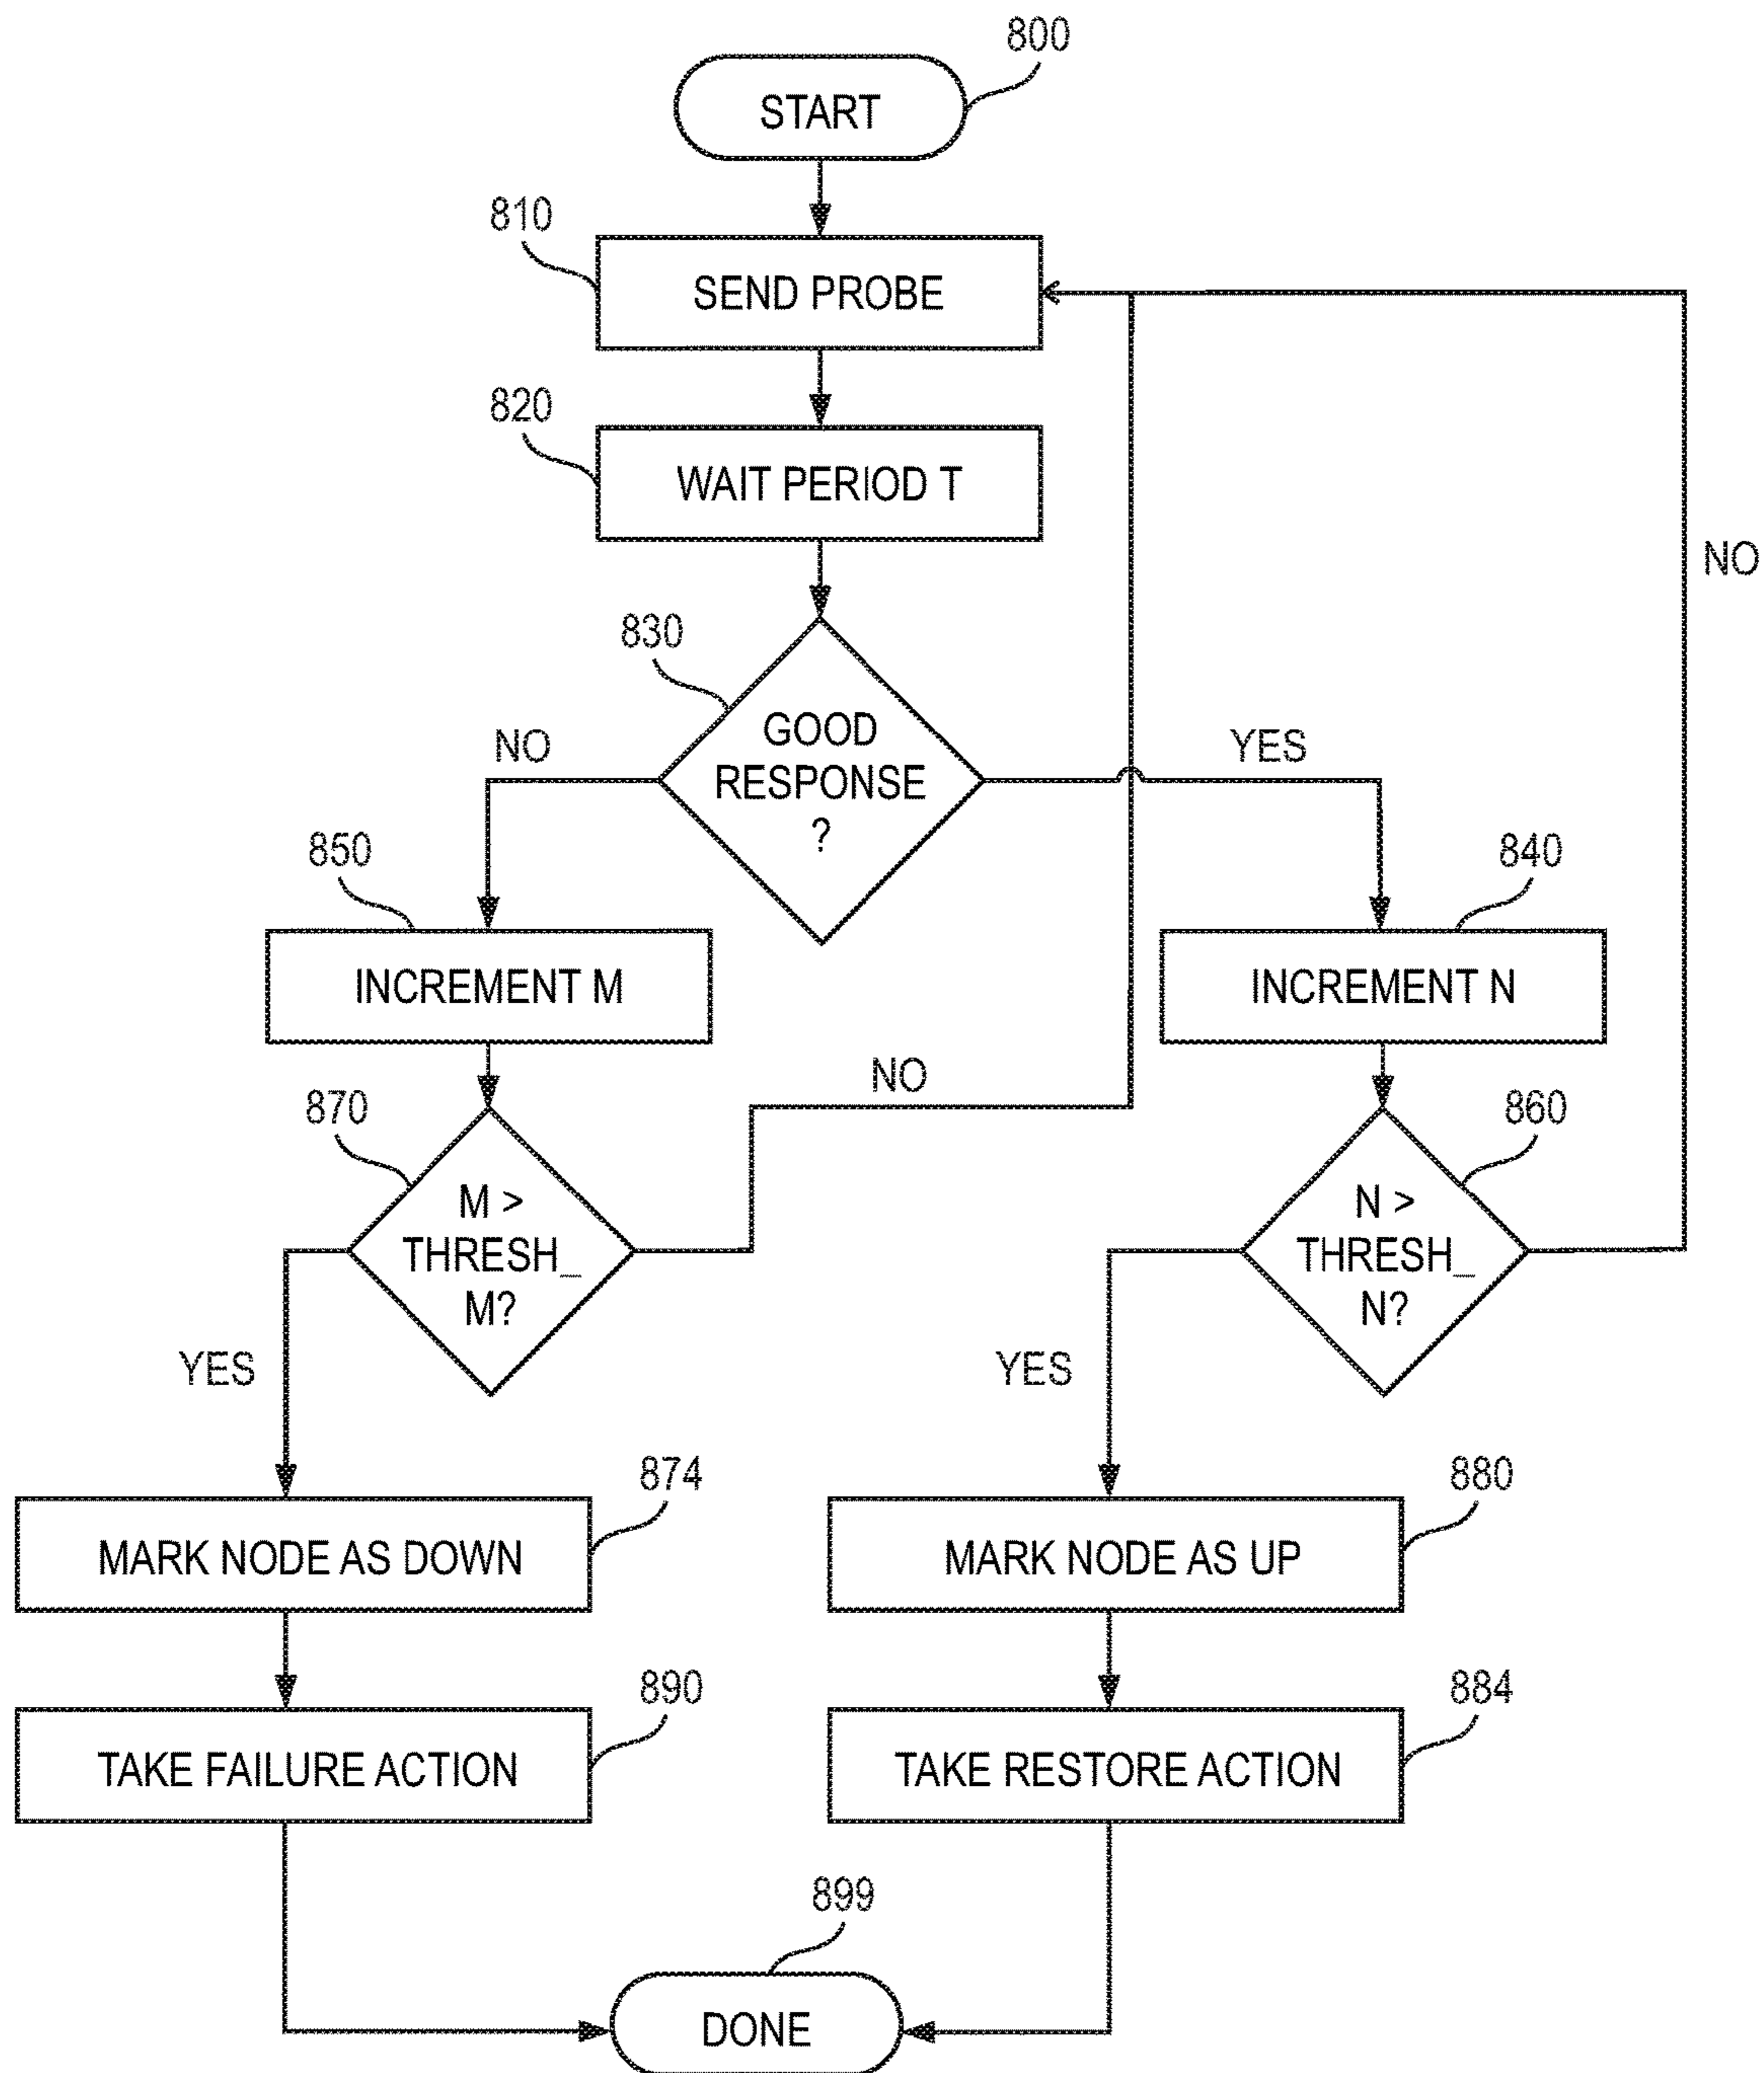 800
START
810
SEND PROBE
820
WAIT PERIOD T
NO
830
GOOD
RESPONSE
?
NO
YES
850
840
INCREMENT M
INCREMENT N
NO
870
860
M >
THRESH_
M?
N >
THRESH_
N?
YES
YES
874
880
MARK NODE AS DOWN
MARK NODE AS UP
890
884
TAKE FAILURE ACTION
TAKE RESTORE ACTION
899
DONE